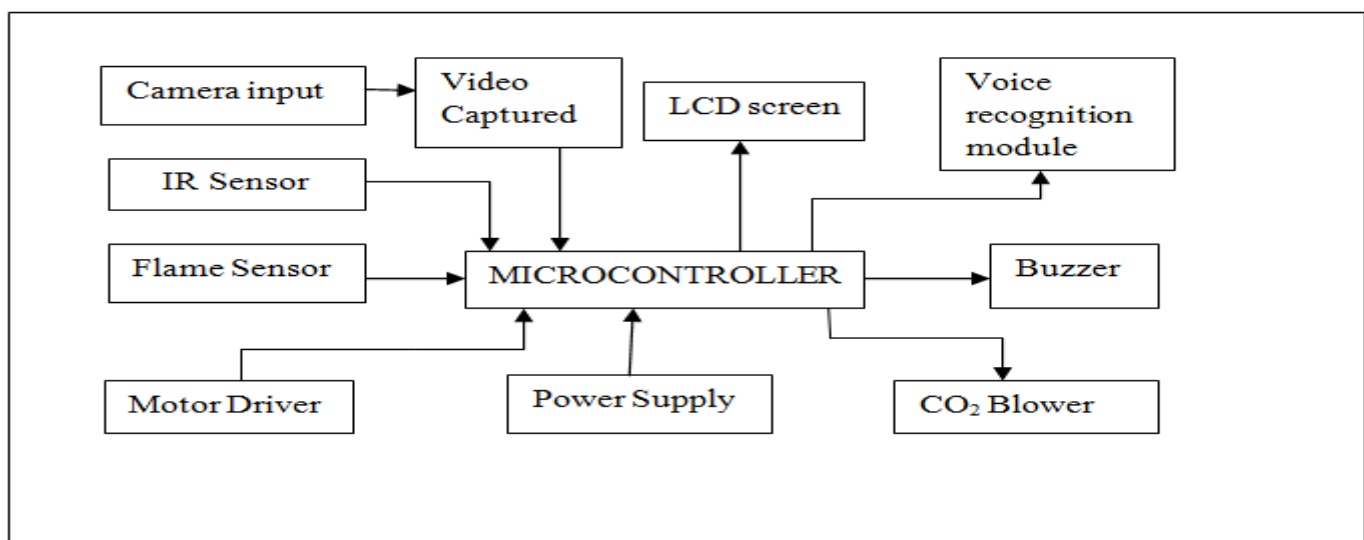 Camera input
Video
Captured
LCD screen
Voice
recognition
module
IR Sensor
Flame Sensor
MICROCONTROLLER
Buzzer
Motor Driver
Power Supply
CO₂ Blower